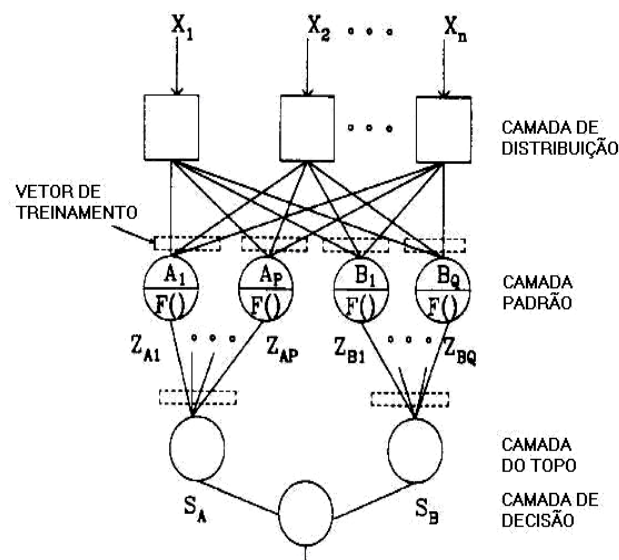 X1 X2 Xn
CAMADA DE
DISTRIBUIÇÃO
VETOR DE
TREINAMENTO
A1 AP B1 BQ
F() F() F() F()
CAMADA
PADRÃO
ZA1 ZAP ZB1 ZBQ
CAMADA
DO TOPO
SA SB
CAMADA DE
DECISÃO